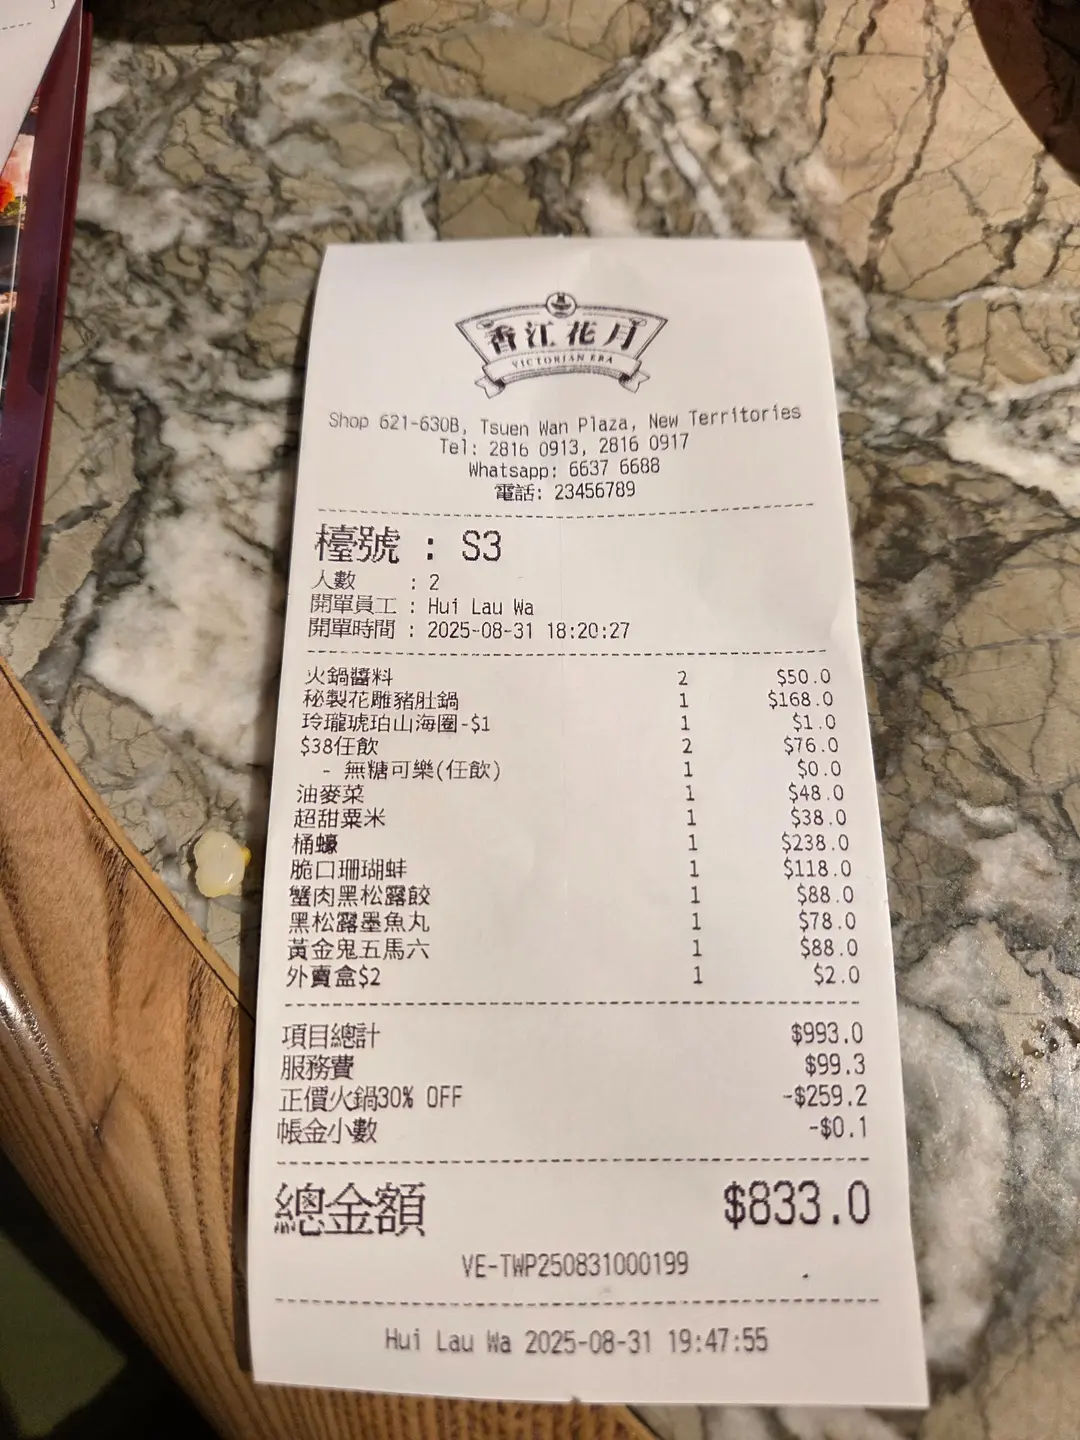 香江花月
VICTORIAN ERA
Shop 621-630B, Tsuen Wan Plaza, New Territories
Tel: 2816 0913, 2816 0917
Whatsapp: 6637 6688
電話: 23456789
檯號 : S3
人數 : 2
開單員工 : Hui Lau Wa
開單時間 : 2025-08-31 18:20:27
火鍋醬料 2 $50.0
秘製花雕豬肚鍋 1 $168.0
玲瓏琥珀山海圈-$1 1 $1.0
$38任飲 2 $76.0
- 無糖可樂(任飲) 1 $0.0
油麥菜 1 $48.0
超甜粟米 1 $38.0
桶蠔 1 $238.0
脆口珊瑚蚌 1 $118.0
蟹肉黑松露餃 1 $88.0
黑松露墨魚丸 1 $78.0
黃金鬼五馬六 1 $88.0
外賣盒$2 1 $2.0
項目總計 $993.0
服務費 $99.3
正價火鍋30% OFF -$259.2
帳金小數 -$0.1
總金額 $833.0
VE-TWP250831000199
Hui Lau Wa 2025-08-31 19:47:55